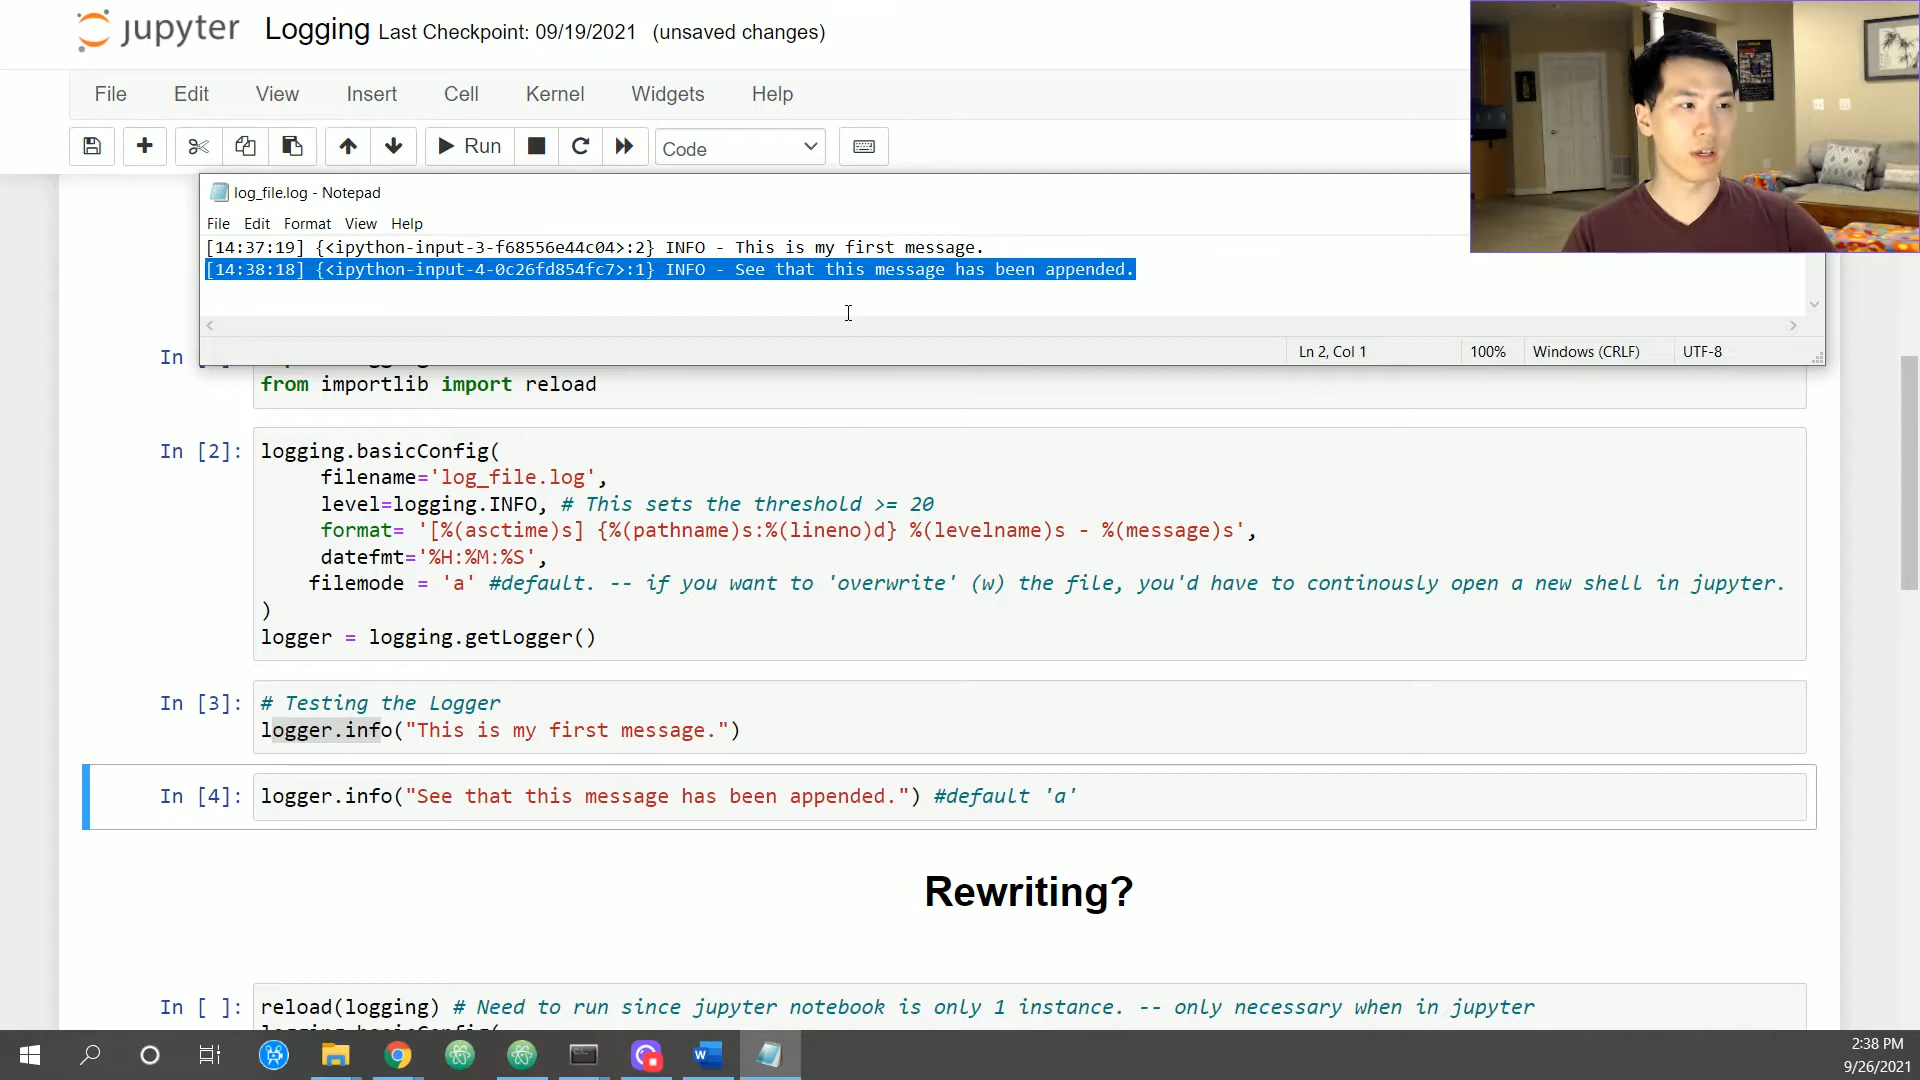 jupyter Logging Last Checkpoint: 09/19/2021 (unsaved changes)
File Edit View Insert Cell Kernel Widgets Help
Run Code
log_file.log - Notepad
File Edit Format View Help
[14:37:19] {<ipython-input-3-f68556e44c04>:2} INFO - This is my first message.
[14:38:18] {<ipython-input-4-0c26fd854fc7>:1} INFO - See that this message has been appended.
Ln 2, Col 1 100% Windows (CRLF) UTF-8
In
from importlib import reload
In [2]: logging.basicConfig(
filename='log_file.log',
level=logging.INFO, # This sets the threshold >= 20
format= '[%(asctime)s] {%(pathname)s:%(lineno)d} %(levelname)s - %(message)s',
datefmt='%H:%M:%S',
filemode = 'a' #default. -- if you want to 'overwrite' (w) the file, you'd have to continously open a new shell in jupyter.
)
logger = logging.getLogger()
In [3]: # Testing the Logger
logger.info("This is my first message.")
In [4]: logger.info("See that this message has been appended.") #default 'a'
Rewriting?
In [ ]: reload(logging) # Need to run since jupyter notebook is only 1 instance. -- only necessary when in jupyter
2:38 PM
9/26/2021